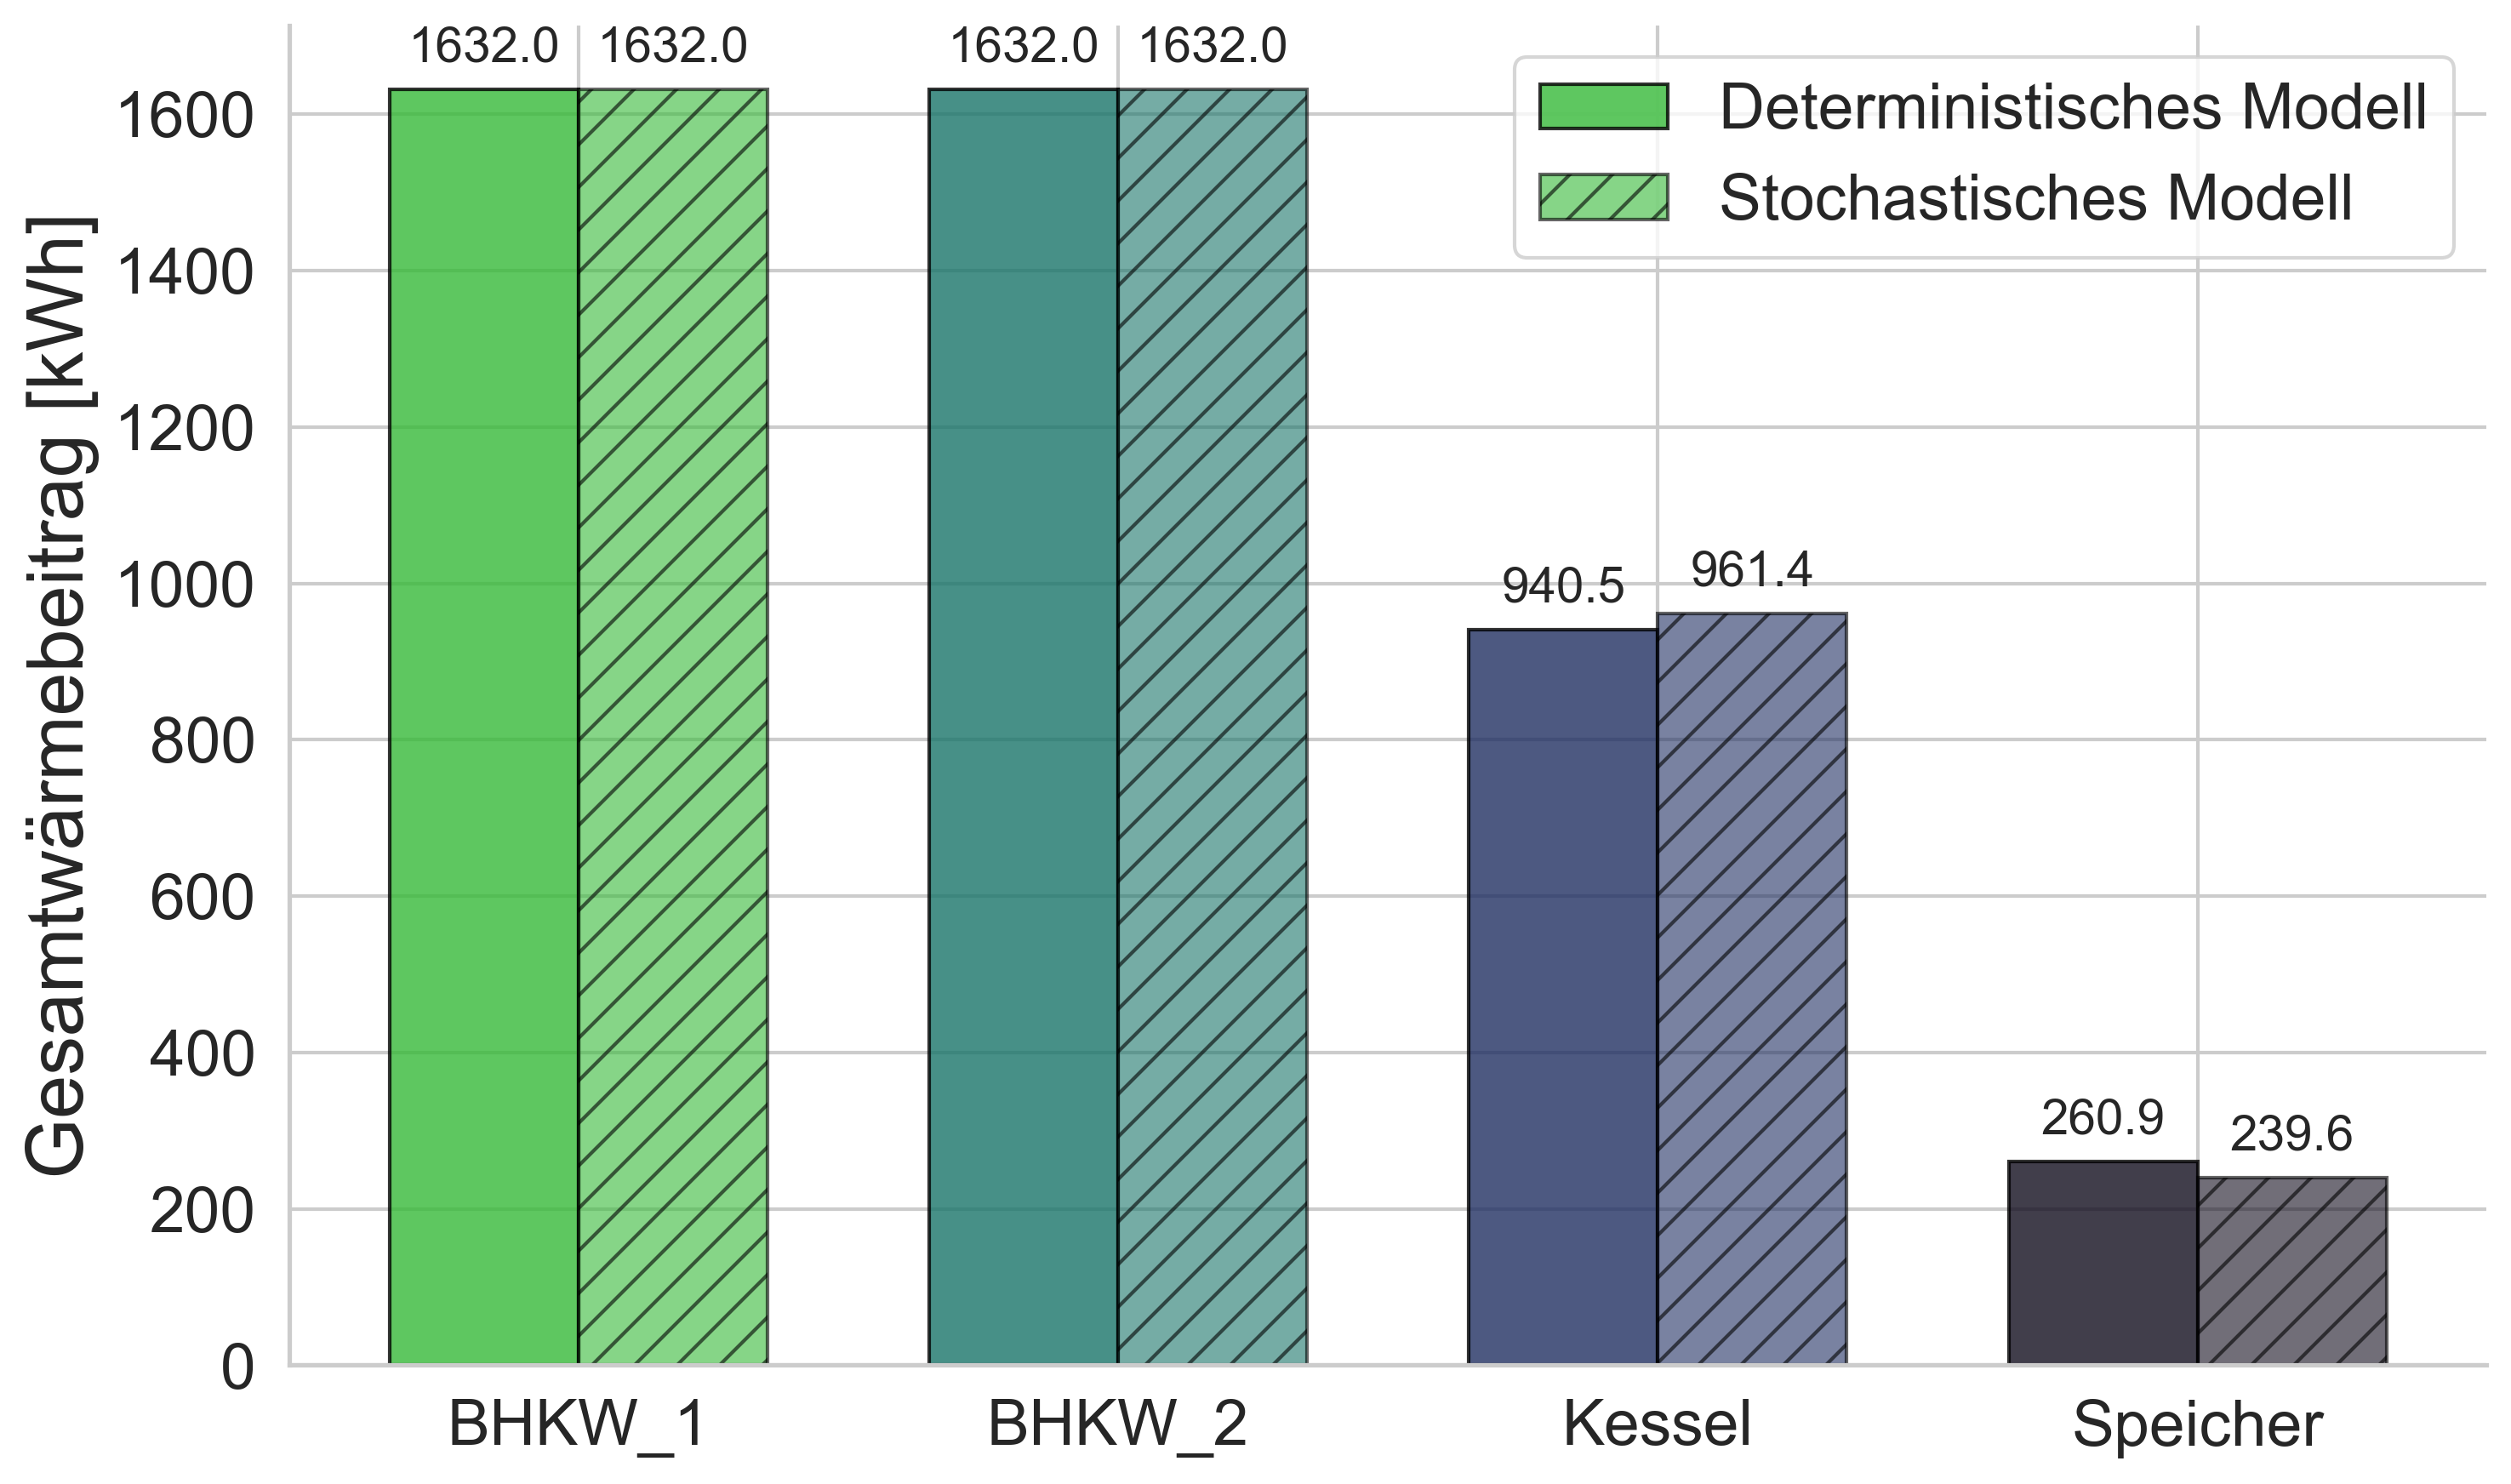 1632.0 1632.0 1632.0 1632.0
Deterministisches Modell
Stochastisches Modell
Gesamtwärmebeitrag [kWh]
1600
1400
1200
1000
800
600
400
200
0
940.5 961.4
260.9 239.6
BHKW_1 BHKW_2 Kessel Speicher